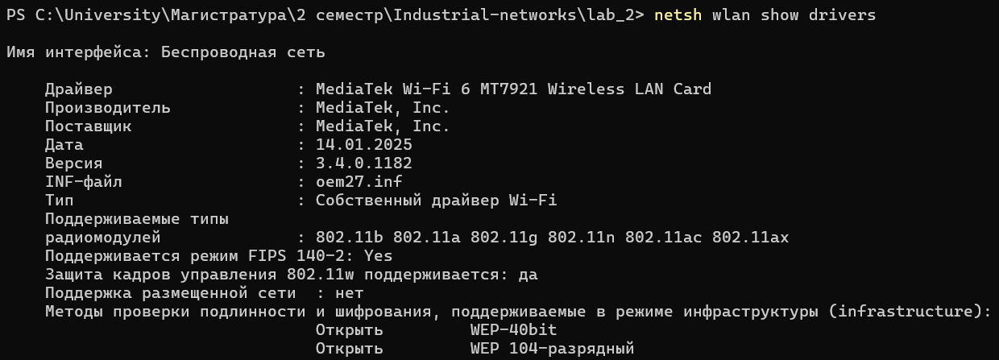 PS C:\University\Магистратура\2 семестр\Industrial-networks\lab_2> netsh wlan show drivers
Имя интерфейса: Беспроводная сеть
Драйвер : MediaTek Wi-Fi 6 MT7921 Wireless LAN Card
Производитель : MediaTek, Inc.
Поставщик : MediaTek, Inc.
Дата : 14.01.2025
Версия : 3.4.0.1182
INF-файл : oem27.inf
Тип : Собственный драйвер Wi-Fi
Поддерживаемые типы
радиомодулей : 802.11b 802.11a 802.11g 802.11n 802.11ac 802.11ax
Поддерживается режим FIPS 140-2: Yes
Защита кадров управления 802.11w поддерживается: да
Поддержка размещенной сети : нет
Методы проверки подлинности и шифрования, поддерживаемые в режиме инфраструктуры (infrastructure):
Открыть WEP-40bit
Открыть WEP 104-разрядный